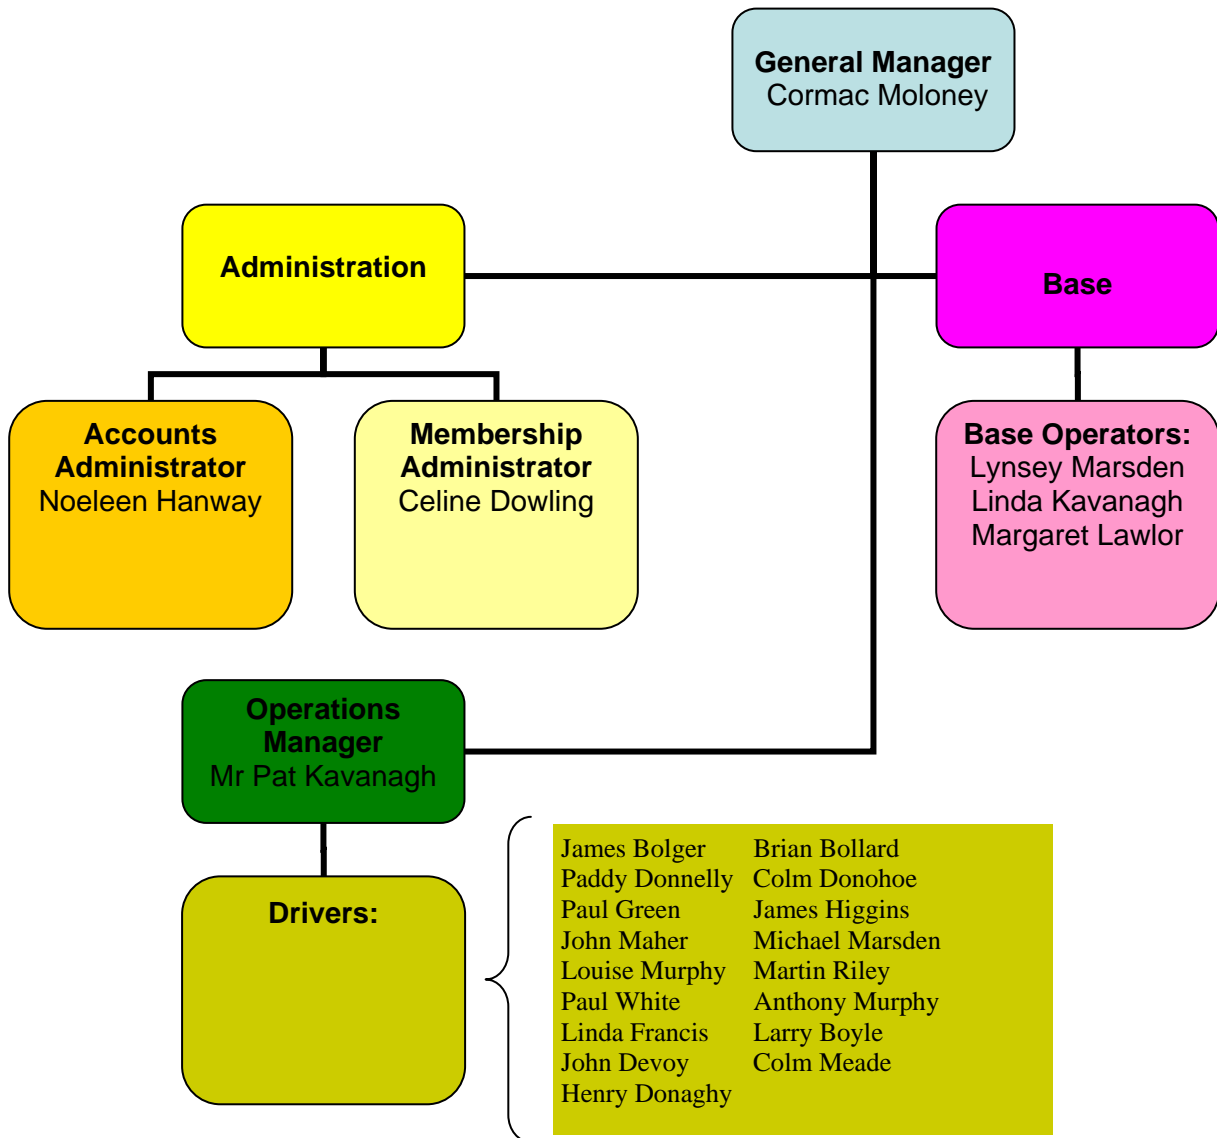 General Manager
Cormac Moloney
Administration
Base
Accounts
Administrator
Noeleen Hanway
Membership
Administrator
Celine Dowling
Base Operators:
Lynsey Marsden
Linda Kavanagh
Margaret Lawlor
Operations
Manager
Mr Pat Kavanagh
Drivers:
James Bolger Brian Bollard
Paddy Donnelly Colm Donohoe
Paul Green James Higgins
John Maher Michael Marsden
Louise Murphy Martin Riley
Paul White Anthony Murphy
Linda Francis Larry Boyle
John Devoy Colm Meade
Henry Donaghy